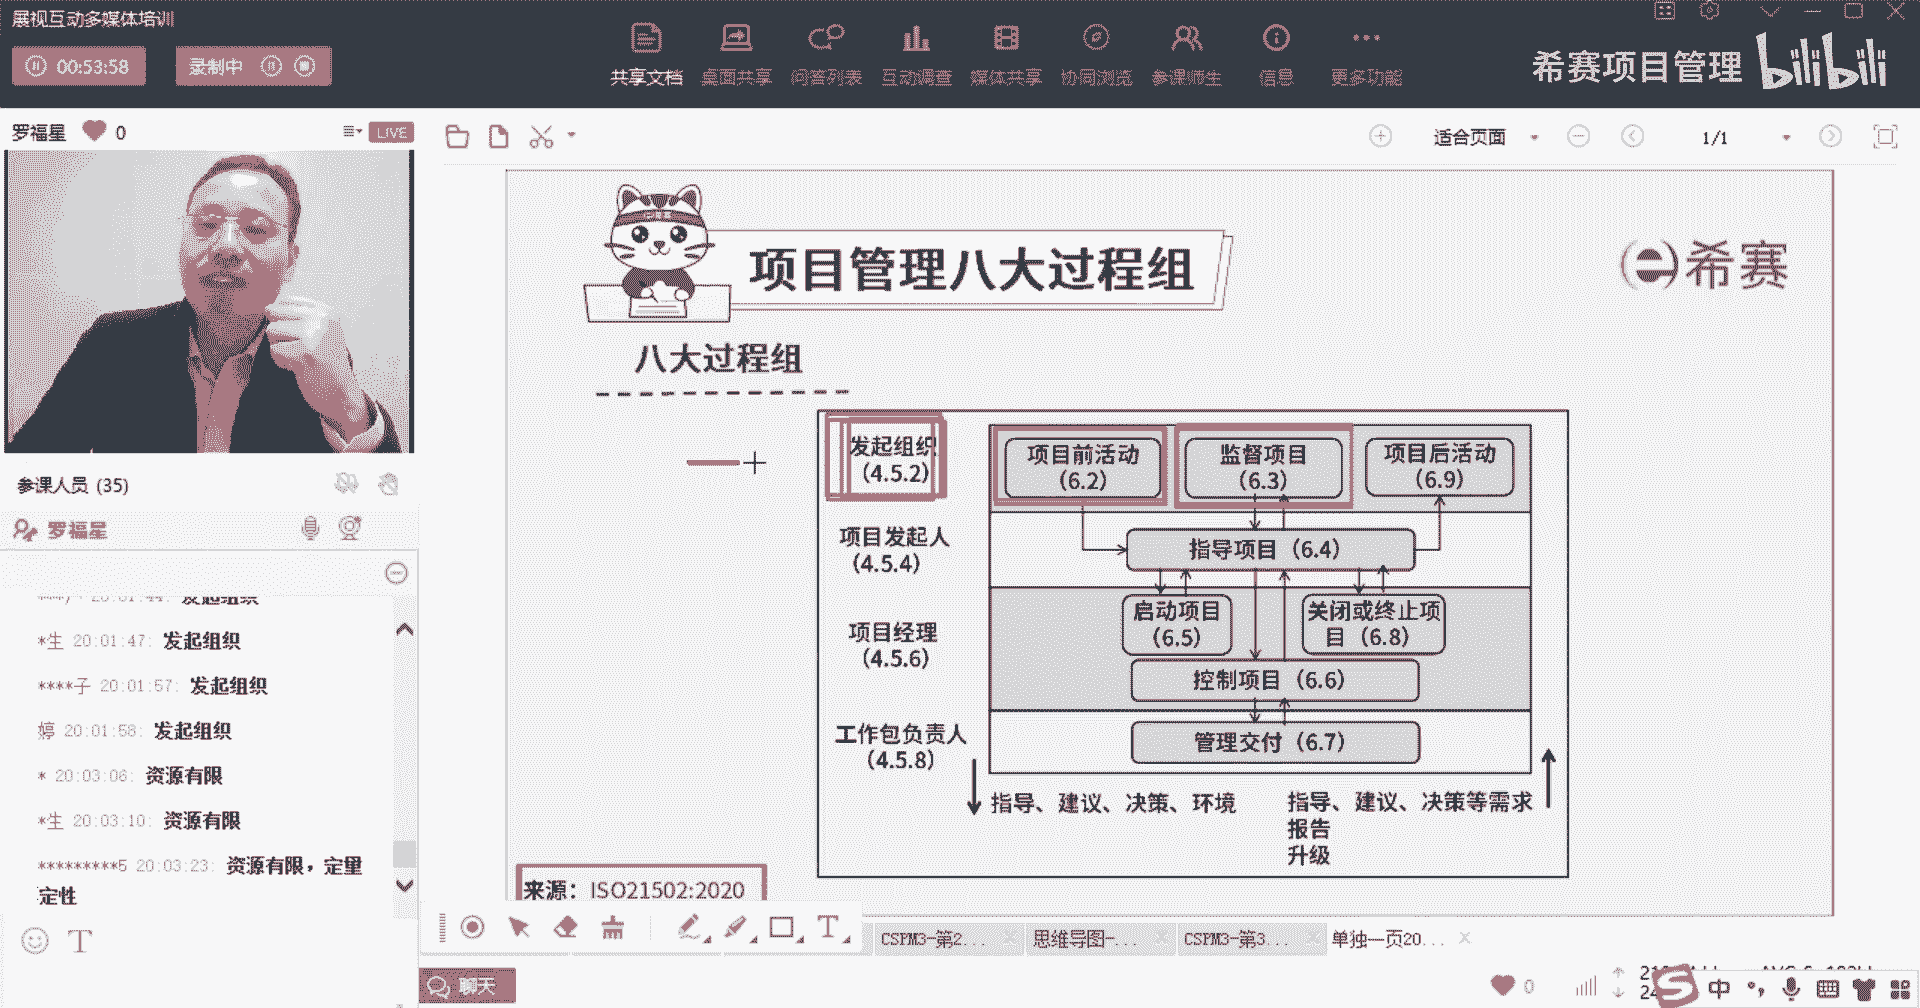 展视互动多媒体培训
00:53:58
录制中
共享文档 桌面共享 问答列表 互动调查 媒体共享 协同浏览 参课师生 信息 更多功能
希赛项目管理 bilibili
罗福星 0
LIVE
适合页面
1/1
项目管理八大过程组
希赛
八大过程组
发起组织
(4.5.2)
项目前活动
(6.2)
监督项目
(6.3)
项目后活动
(6.9)
项目发起人
(4.5.4)
指导项目 (6.4)
项目经理
(4.5.6)
启动项目
(6.5)
关闭或终止项
目 (6.8)
控制项目 (6.6)
工作包负责人
(4.5.8)
管理交付 (6.7)
指导、建议、决策、环境
指导、建议、决策等需求
报告
升级
来源：ISO21502:2020
参课人员 (35)
罗福星
发起组织
*生 20:01:47: 发起组织
****子 20:01:57: 发起组织
婷 20:01:58: 发起组织
* 20:03:06: 资源有限
*生 20:03:10: 资源有限
*********5 20:03:23: 资源有限，定量
定性
T
T
CSPM3-第2...
思维导图-...
CSPM3-第3...
单独一页20...
聊天
0
中